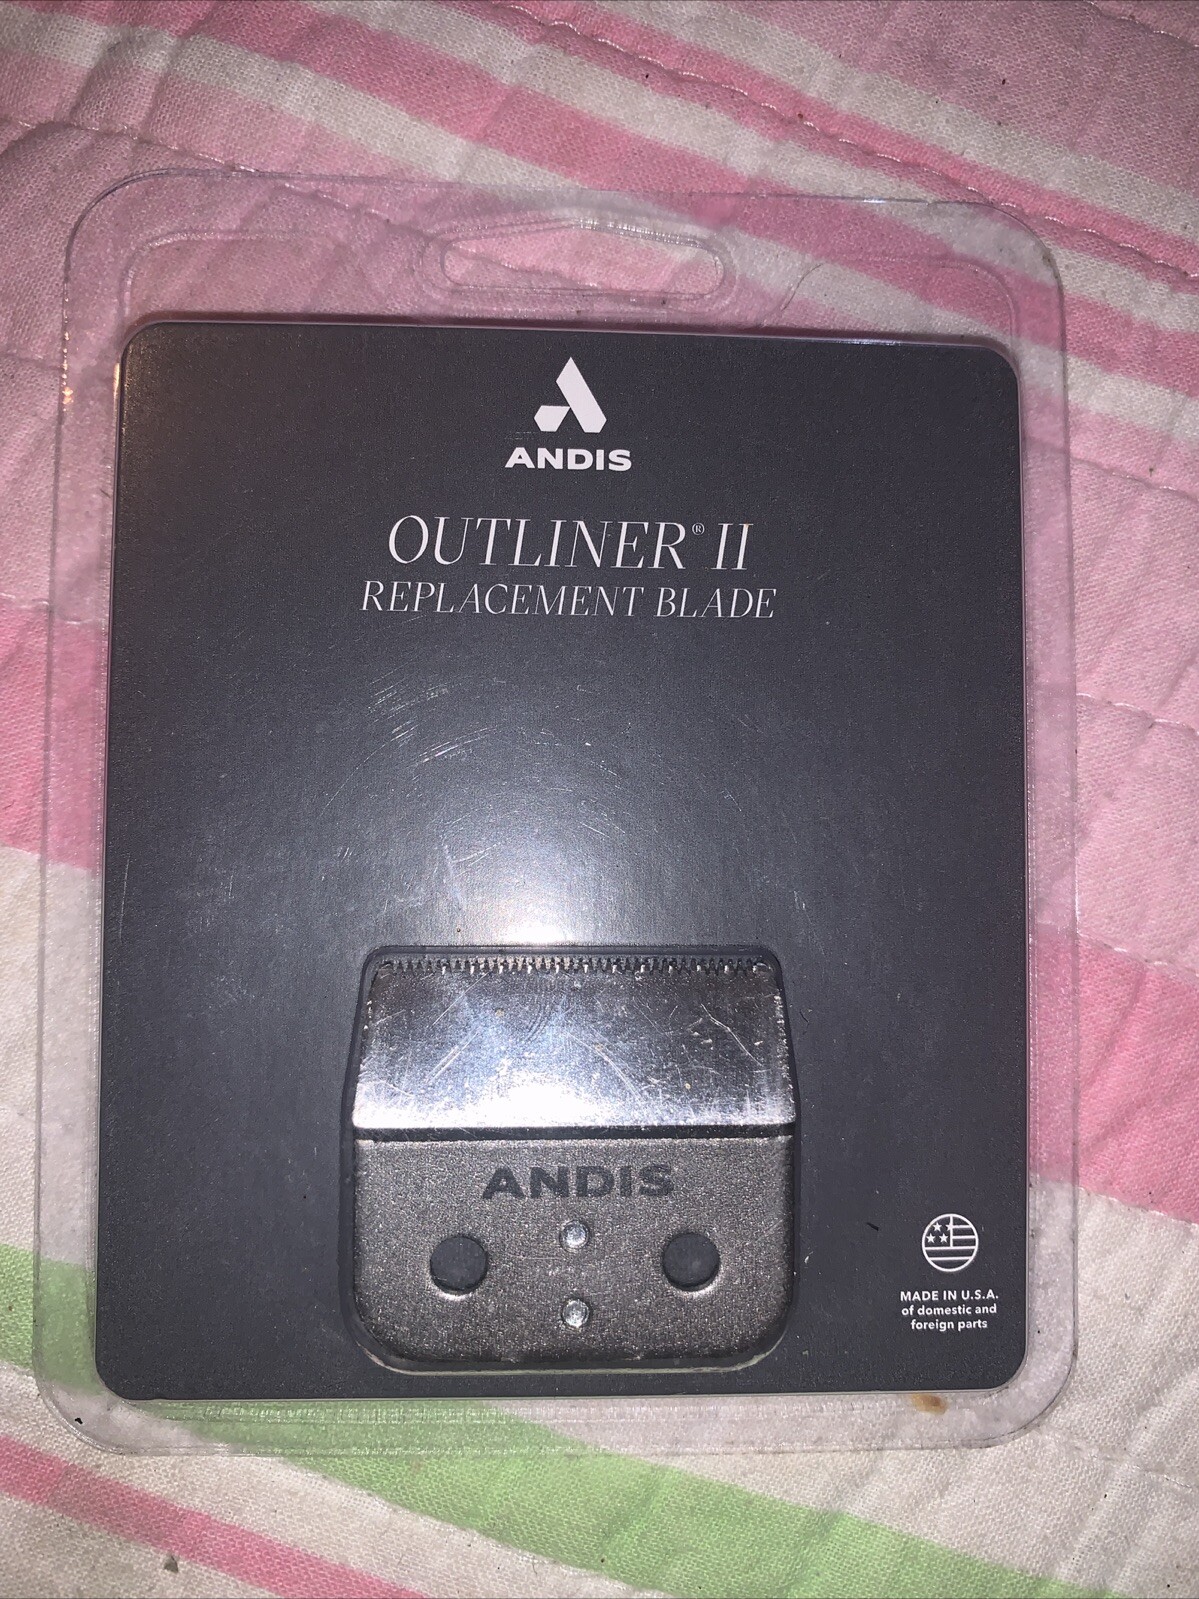 ANDIS
OUTLINER® II
REPLACEMENT BLADE
ANDIS
MADE IN U.S.A.
of domestic and
foreign parts